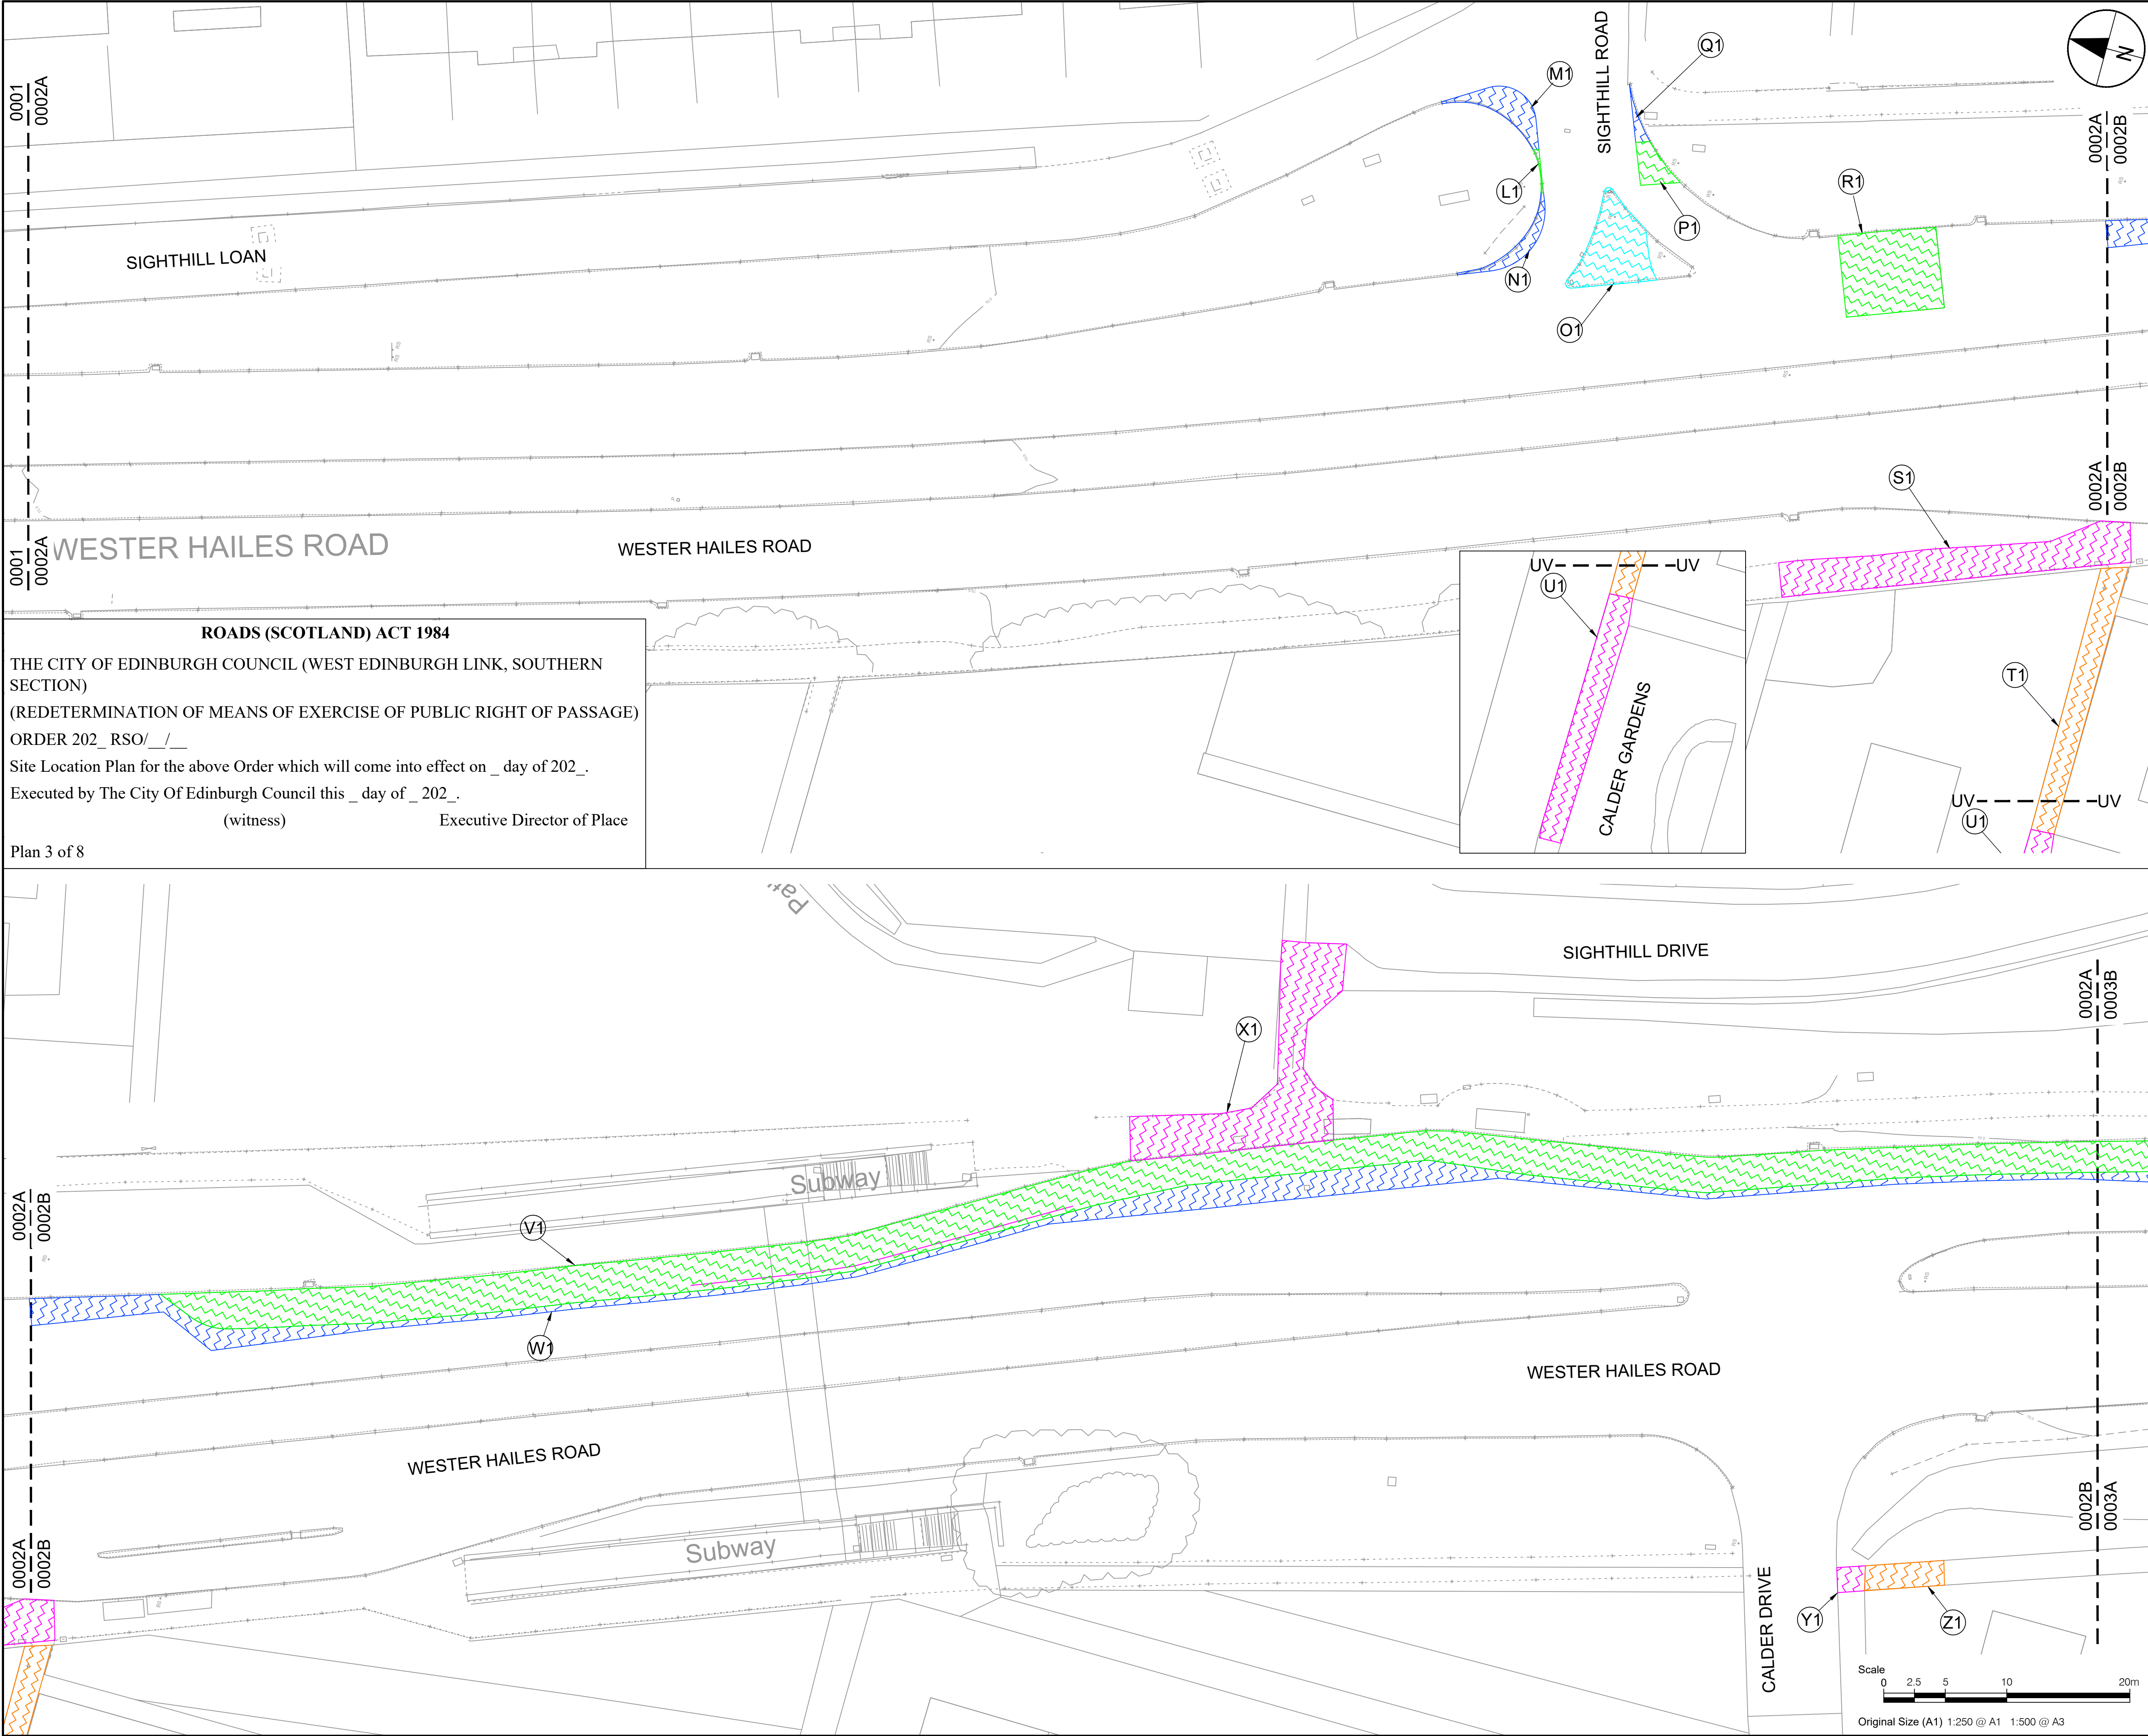 0001
0002A
SIGHTHILL ROAD
Q1
M1
N
0002A
0002B
L1
R1
P1
SIGHTHILL LOAN
N1
O1
0002A
0002B
S1
0001
0002A
WESTER HAILES ROAD
WESTER HAILES ROAD
UV
UV
U1
CALDER GARDENS
T1
UV
UV
U1
ROADS (SCOTLAND) ACT 1984
THE CITY OF EDINBURGH COUNCIL (WEST EDINBURGH LINK, SOUTHERN
SECTION)
(REDETERMINATION OF MEANS OF EXERCISE OF PUBLIC RIGHT OF PASSAGE)
ORDER 202_ RSO/__/__
Site Location Plan for the above Order which will come into effect on _ day of 202_.
Executed by The City Of Edinburgh Council this _ day of _ 202_.
(witness) Executive Director of Place
Plan 3 of 8
SIGHTHILL DRIVE
0002A
0003B
X1
Subway
0002A
0002B
V1
W1
WESTER HAILES ROAD
WESTER HAILES ROAD
0002B
0003A
Subway
0002A
0002B
CALDER DRIVE
Y1
Z1
Scale
0 2.5 5 10 20m
Original Size (A1) 1:250 @ A1 1:500 @ A3